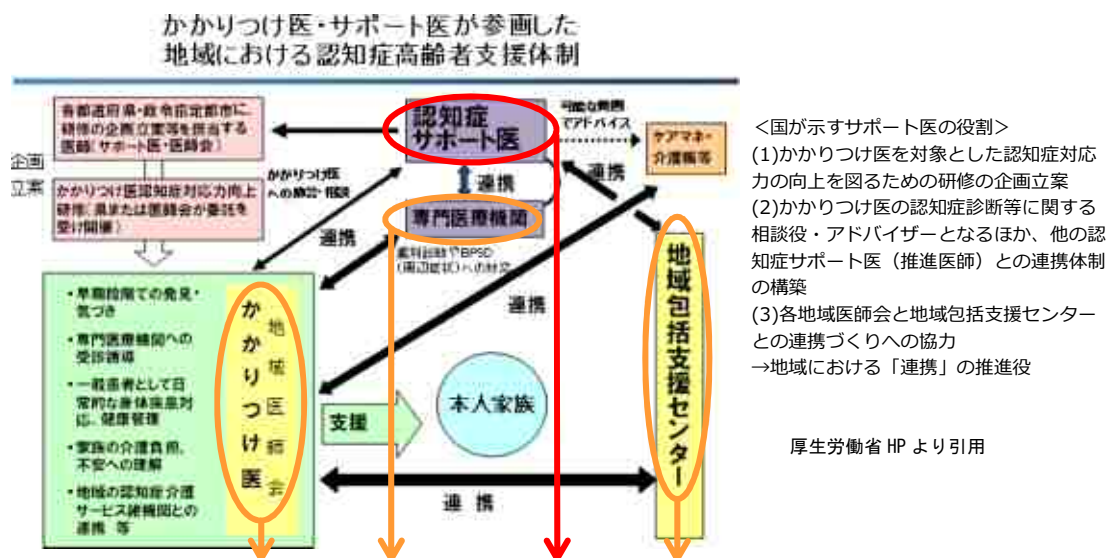 かかりつけ医・サポート医が参画した
地域における認知症高齢者支援体制
各都道府県・政令指定都市に、
研修の企画立案等を担当する
医師(サポート医・医師会)
企画
立案
かかりつけ医認知症対応力向上
研修(県または医師会が委託を
受け開催)
認知症
サポート医
可能な範囲
でアドバイス
ケアマネ・
介護職等
かかりつけ医
への助言・相談
連携
連携
連携
専門医療機関
(周辺症状)への対応
・早期段階での発見・
気づき
・専門医療機関への
受診誘導
・一般患者として日
常的な身体疾患対
応、健康管理
・家族の介護負担、
不安への理解
・地域の認知症介護
サービス諸機関との
連携 等
かかりつけ医
地域医師会
支援
本人家族
連携
連携
地域包括支援センター
<国が示すサポート医の役割>
(1)かかりつけ医を対象とした認知症対応
力の向上を図るための研修の企画立案
(2)かかりつけ医の認知症診断等に関する
相談役・アドバイザーとなるほか、他の認
知症サポート医(推進医師)との連携体制
の構築
(3)各地域医師会と地域包括支援センター
との連携づくりへの協力
→地域における「連携」の推進役
厚生労働省 HP より引用